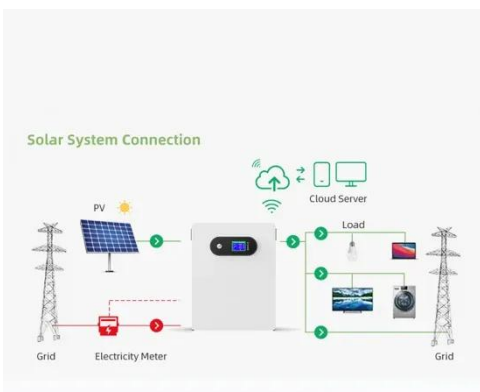 Solar System Connection
Cloud Server
PV
Load
Grid
Electricity Meter
Grid